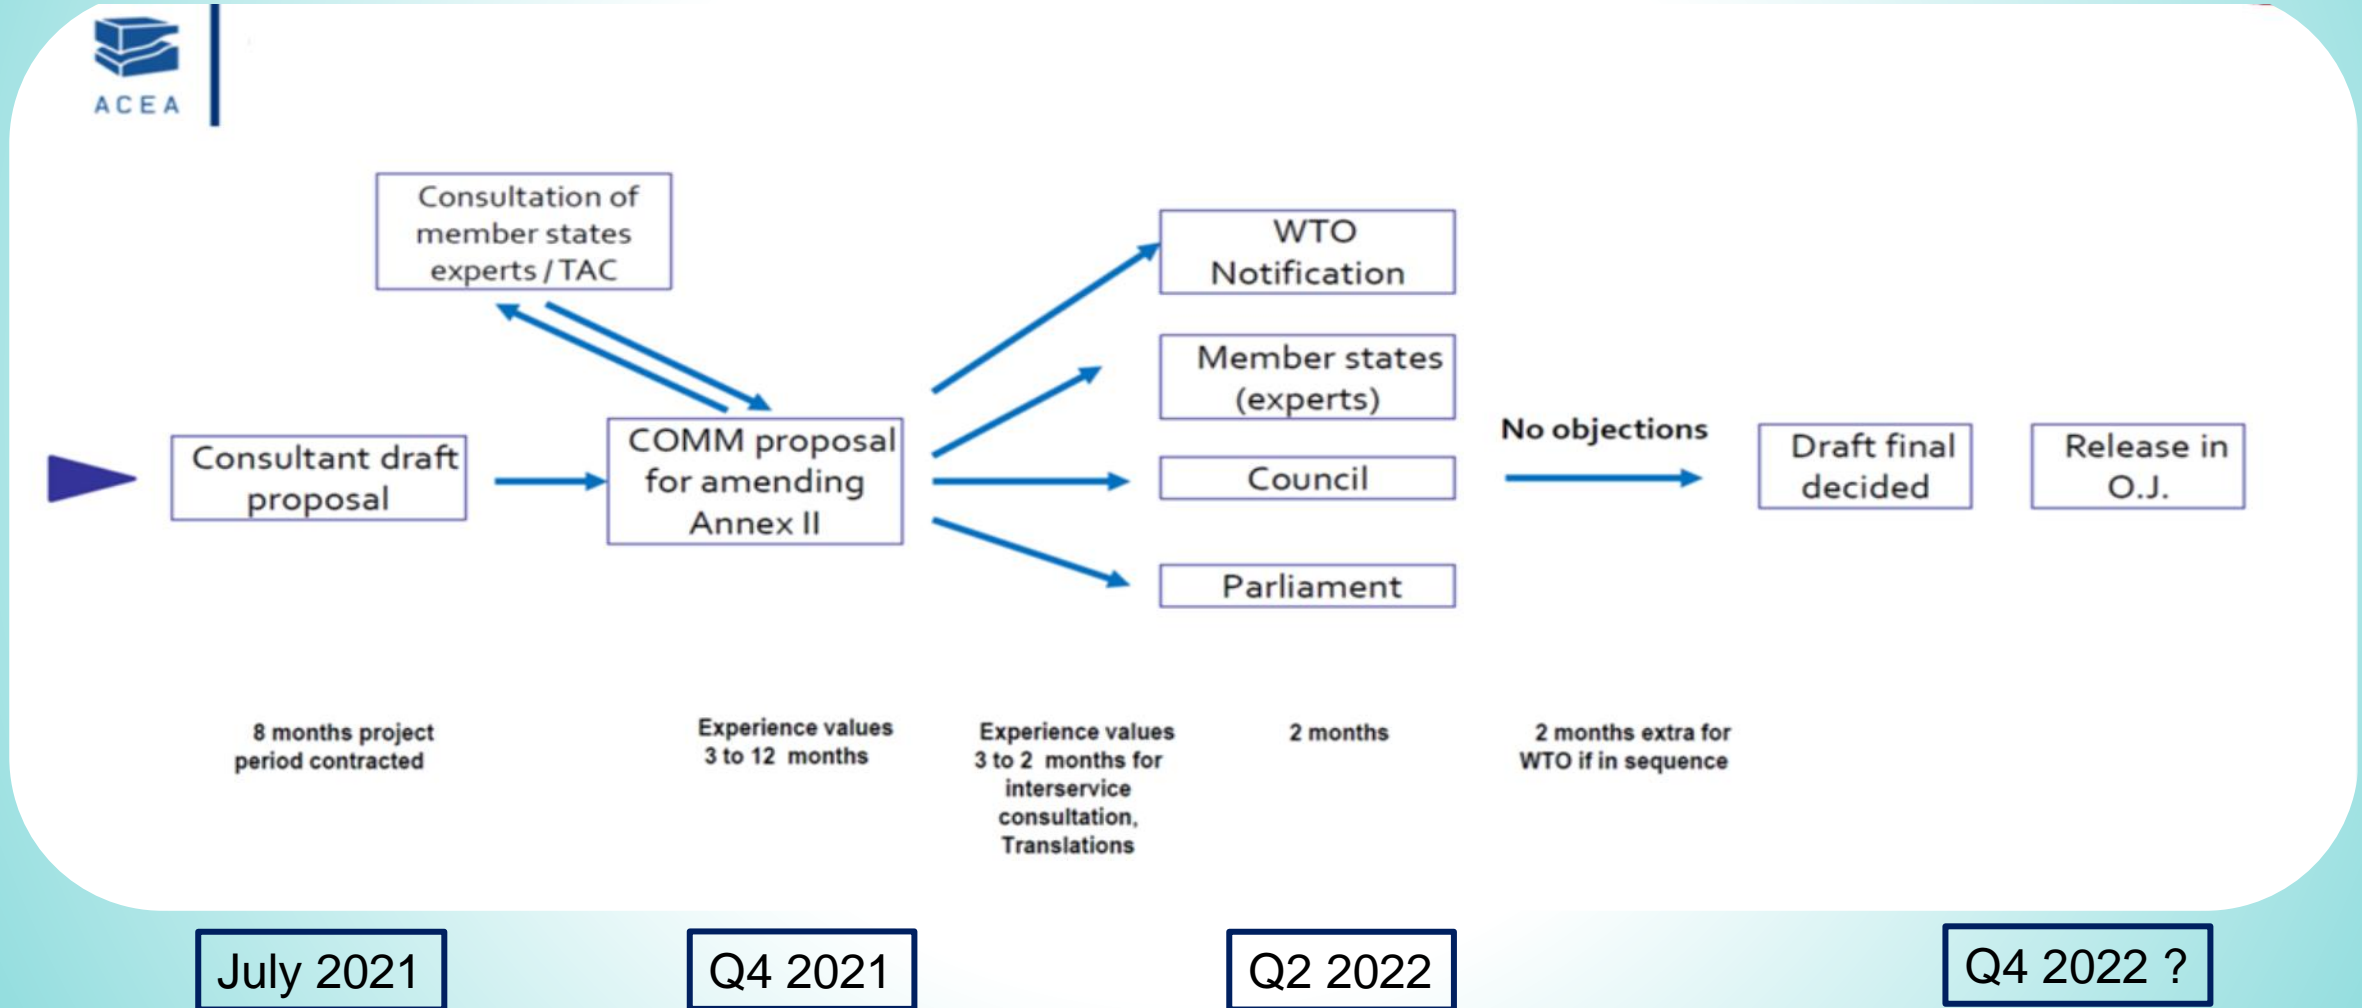 ACEA
Consultation of
member states
experts / TAC
WTO
Notification
Member states
(experts)
Consultant draft
proposal
COMM proposal
for amending
Annex II
Council
Parliament
No objections
Draft final
decided
Release in
O.J.
8 months project
period contracted
Experience values
3 to 12 months
Experience values
3 to 2 months for
interservice
consultation,
Translations
2 months
2 months extra for
WTO if in sequence
July 2021
Q4 2021
Q2 2022
Q4 2022 ?